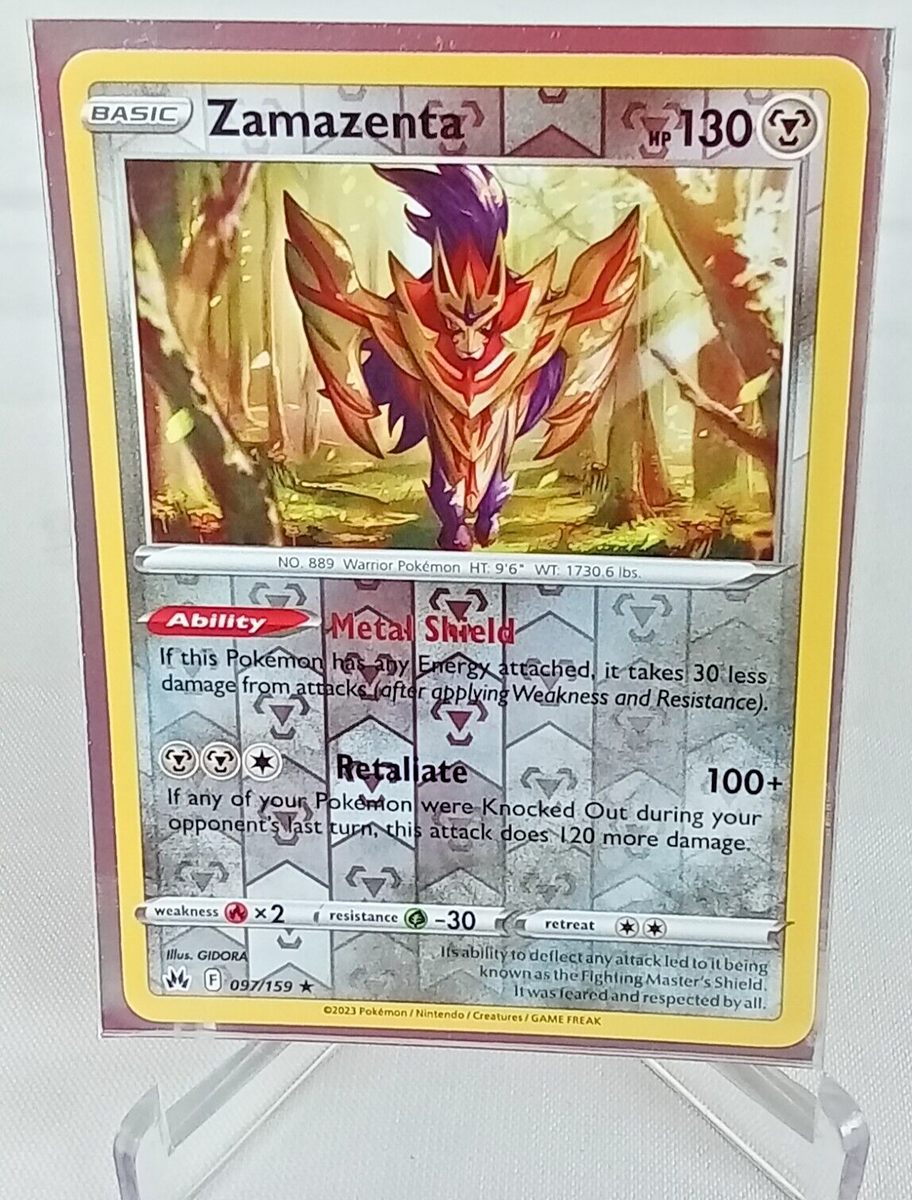 BASIC Zamazenta HP 130
NO. 889 Warrior Pokémon HT: 9'6" WT: 1730.6 lbs.
Ability Metal Shield
If this Pokémon has any Energy attached, it takes 30 less
damage from attacks (after applying Weakness and Resistance).
Retaliate 100+
If any of your Pokémon were Knocked Out during your
opponent's last turn, this attack does 120 more damage.
weakness ×2 resistance -30 retreat
Illus. GIDORA
F 097/159 ★
Its ability to deflect any attack led to it being
known as the Fighting Master's Shield.
It was feared and respected by all.
©2023 Pokémon / Nintendo / Creatures / GAME FREAK